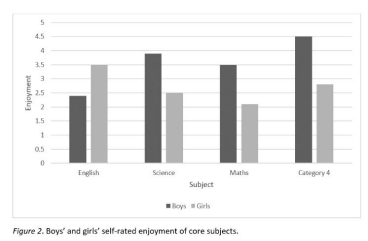 5
4.5
4
3.5
3
2.5
2
1.5
1
0.5
0
Enjoyment
English Science Maths Category 4
Subject
Boys Girls
Figure 2. Boys' and girls' self-rated enjoyment of core subjects.